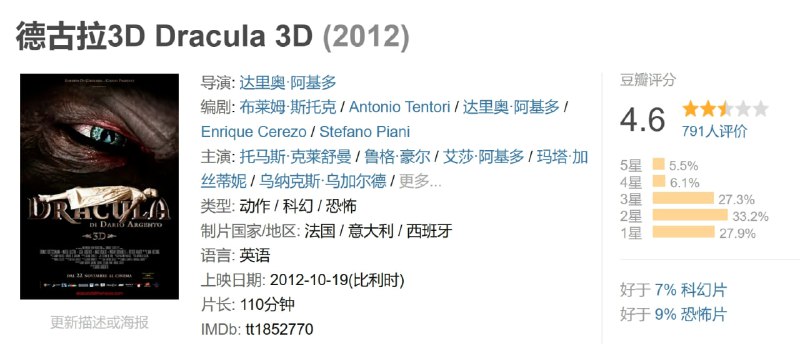 德古拉3D Dracula 3D (2012)
DRACULA
DI DARIO ARGENTO
3D
更新描述或海报
导演: 达里奥·阿基多
编剧: 布莱姆·斯托克 / Antonio Tentori / 达里奥·阿基多 /
Enrique Cerezo / Stefano Piani
主演: 托马斯·克莱舒曼 / 鲁格·豪尔 / 艾莎·阿基多 / 玛塔·加
丝蒂妮 / 乌纳克斯·乌加尔德 / 更多...
类型: 动作 / 科幻 / 恐怖
制片国家/地区: 法国 / 意大利 / 西班牙
语言: 英语
上映日期: 2012-10-19(比利时)
片长: 110分钟
IMDb: tt1852770
豆瓣评分
4.6
791人评价
5星 5.5%
4星 6.1%
3星 27.3%
2星 33.2%
1星 27.9%
好于 7% 科幻片
好于 9% 恐怖片